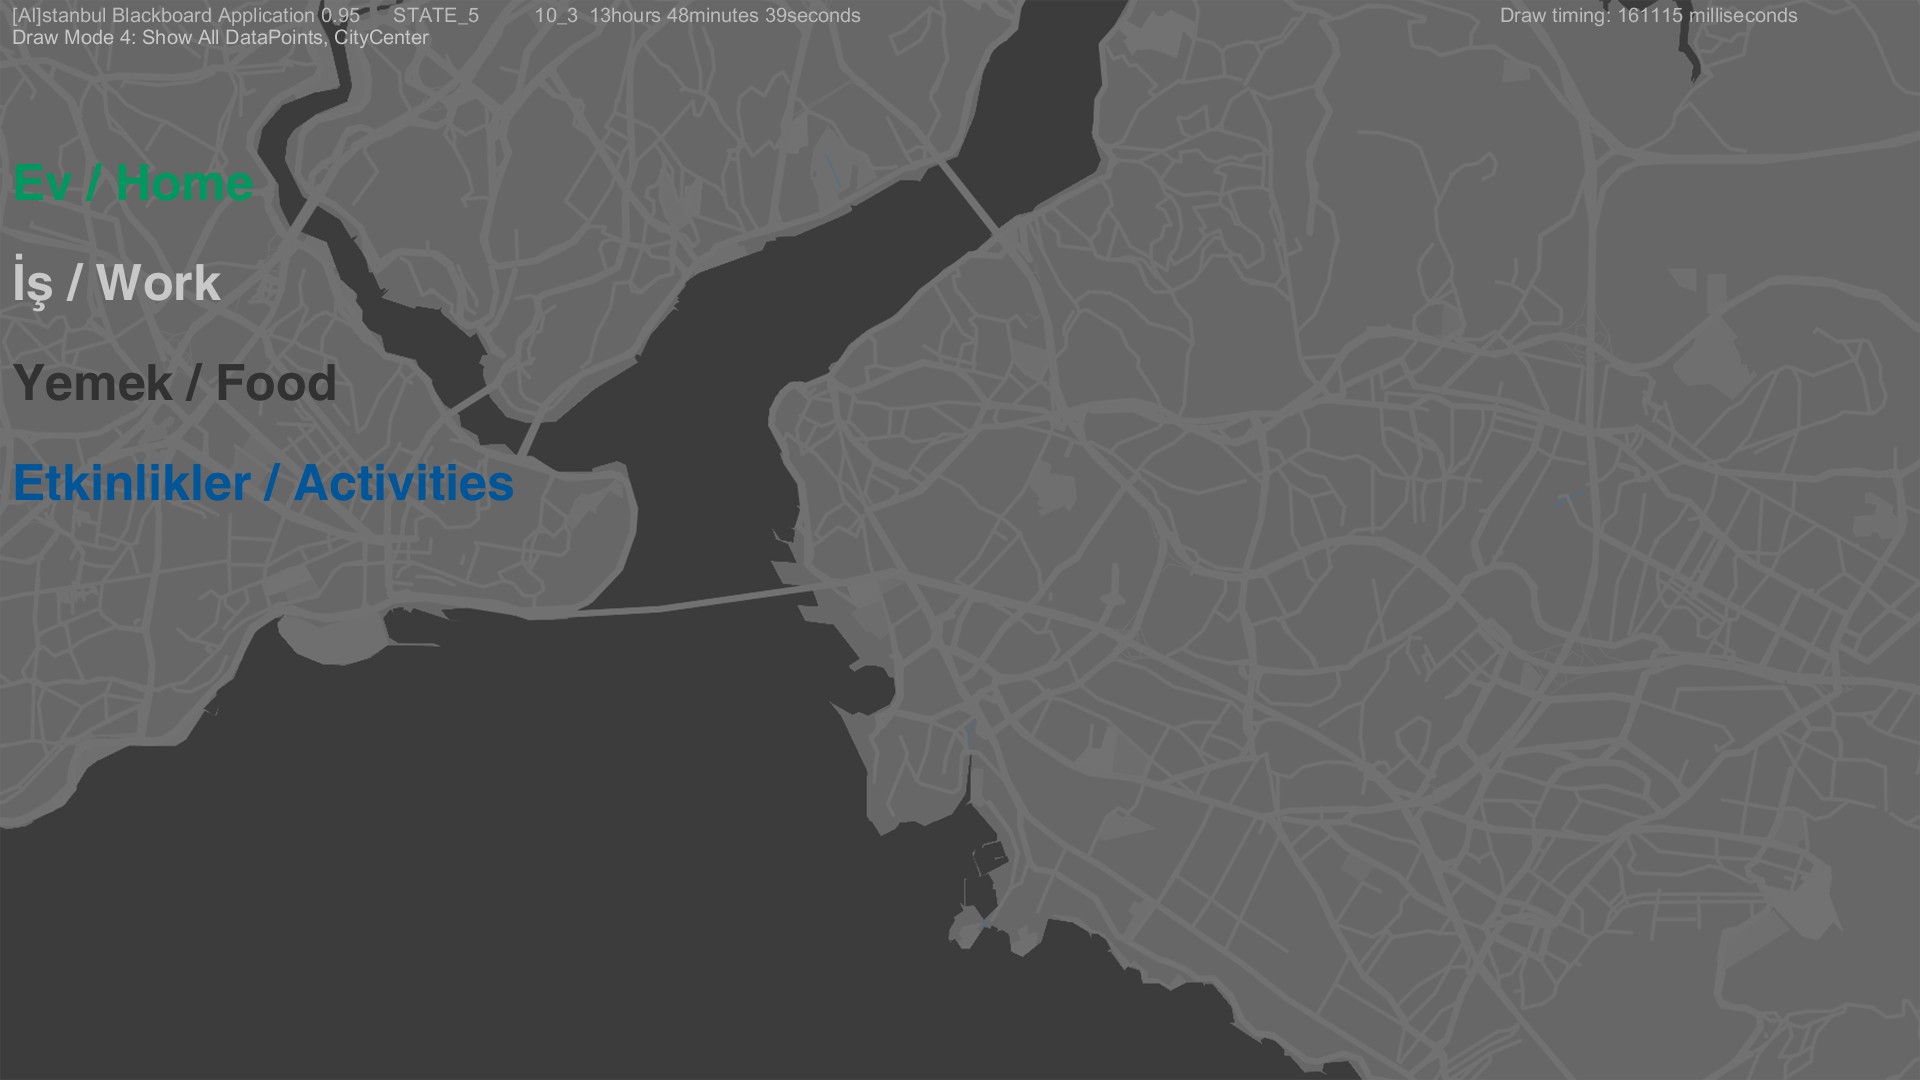 [AI]stanbul Blackboard Application 0.95 STATE_5 10_3 13hours 48minutes 39seconds Draw timing: 161115 milliseconds
Draw Mode 4: Show All DataPoints, CityCenter
Ev / Home
İş / Work
Yemek / Food
Etkinlikler / Activities